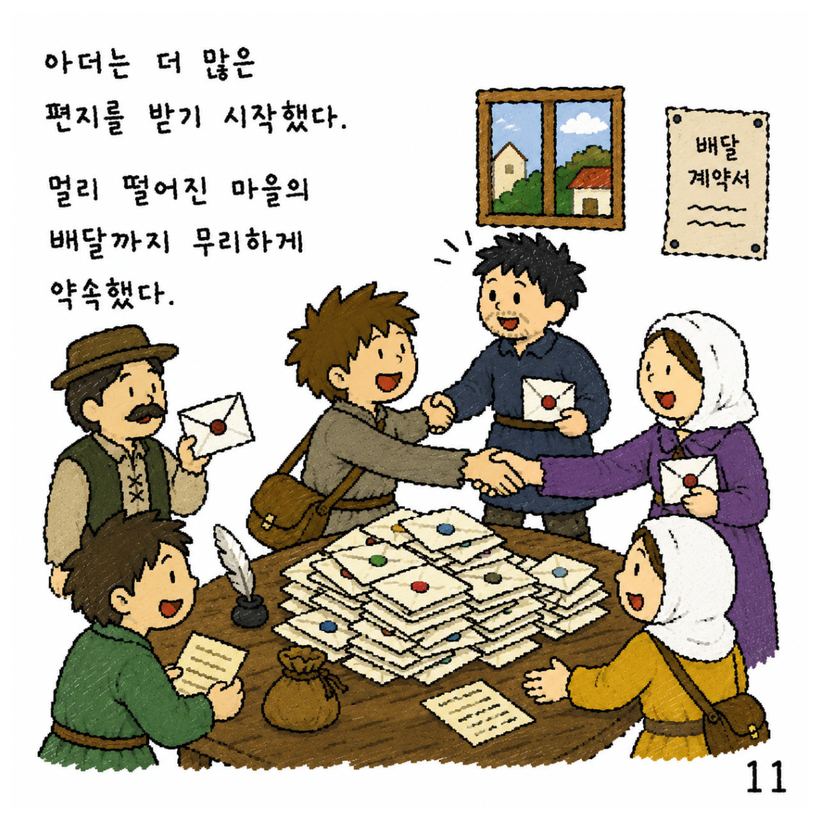 아더는 더 많은
편지를 받기 시작했다.
멀리 떨어진 마을의
배달까지 무리하게
약속했다.
배달
계약서
11